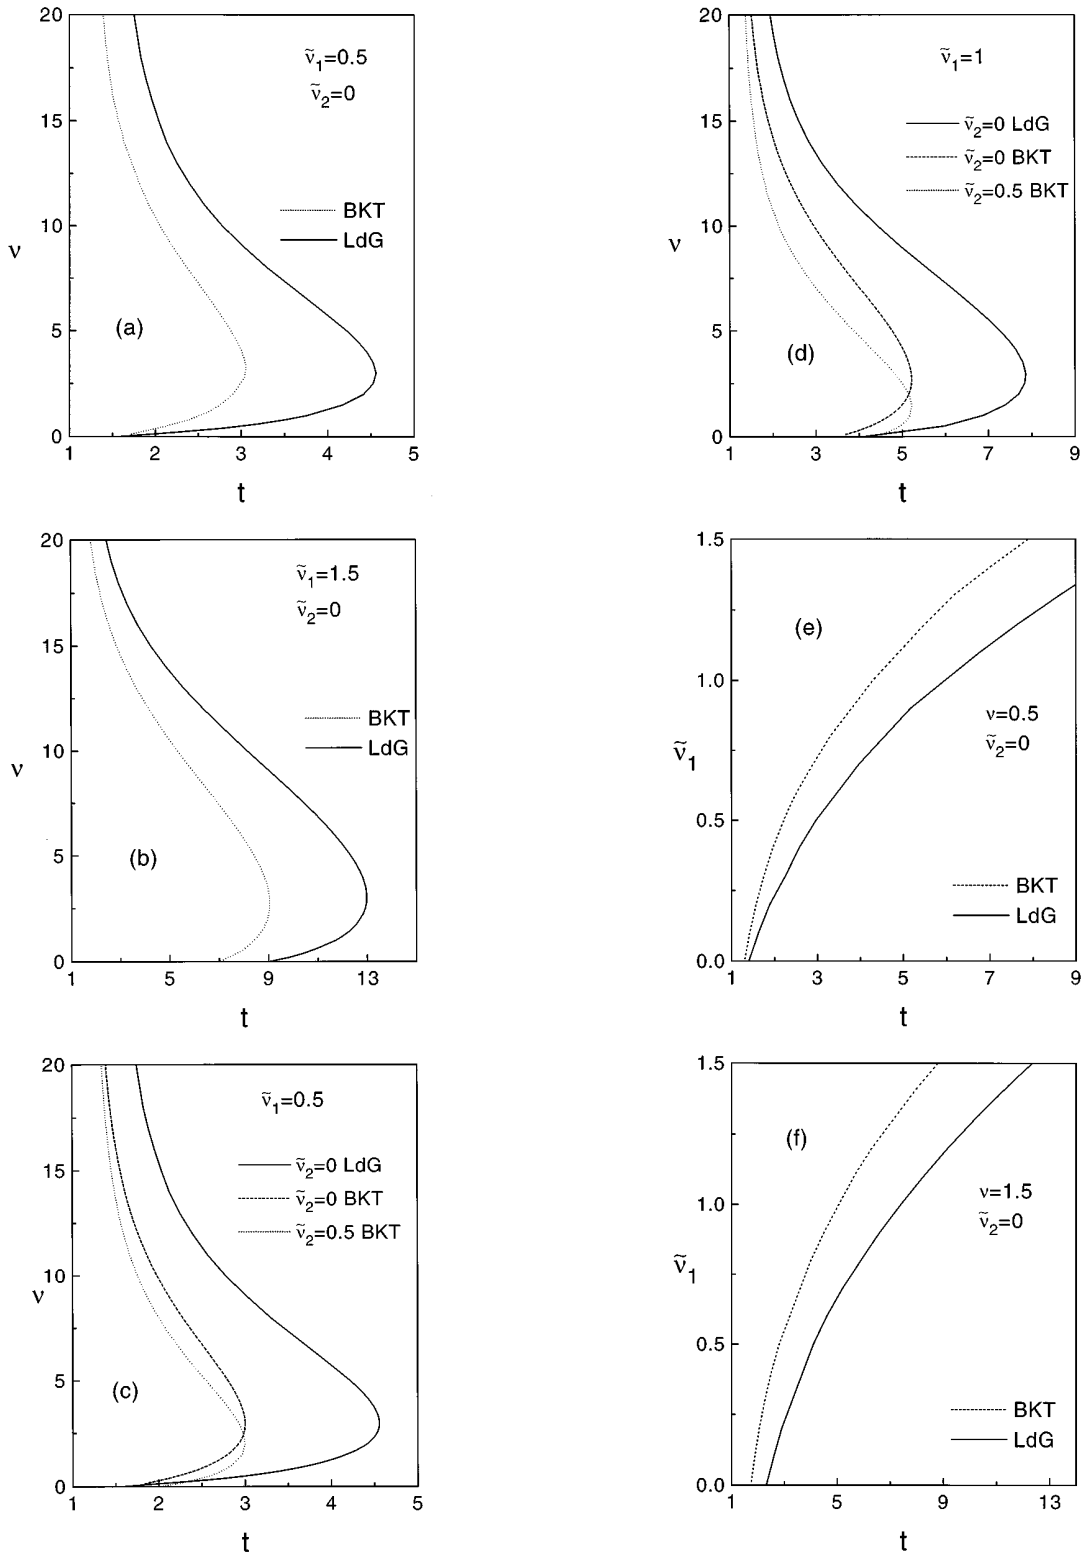 20
15
10
5
0
ν
ν̃₁=0.5
ν̃₂=0
BKT
LdG
(a)
1 2 3 4 5
t
20
15
10
5
0
ν
ν̃₁=1.5
ν̃₂=0
BKT
LdG
(b)
1 5 9 13
t
20
15
10
5
0
ν
ν̃₁=0.5
ν̃₂=0 LdG
ν̃₂=0 BKT
ν̃₂=0.5 BKT
(c)
1 2 3 4 5
t
20
15
10
5
0
ν
ν̃₁=1
ν̃₂=0 LdG
ν̃₂=0 BKT
ν̃₂=0.5 BKT
(d)
1 3 5 7 9
t
1.5
1.0
0.5
0.0
ν̃₁
(e)
ν=0.5
ν̃₂=0
BKT
LdG
1 3 5 7 9
t
1.5
1.0
0.5
0.0
ν̃₁
(f)
ν=1.5
ν̃₂=0
BKT
LdG
1 5 9 13
t